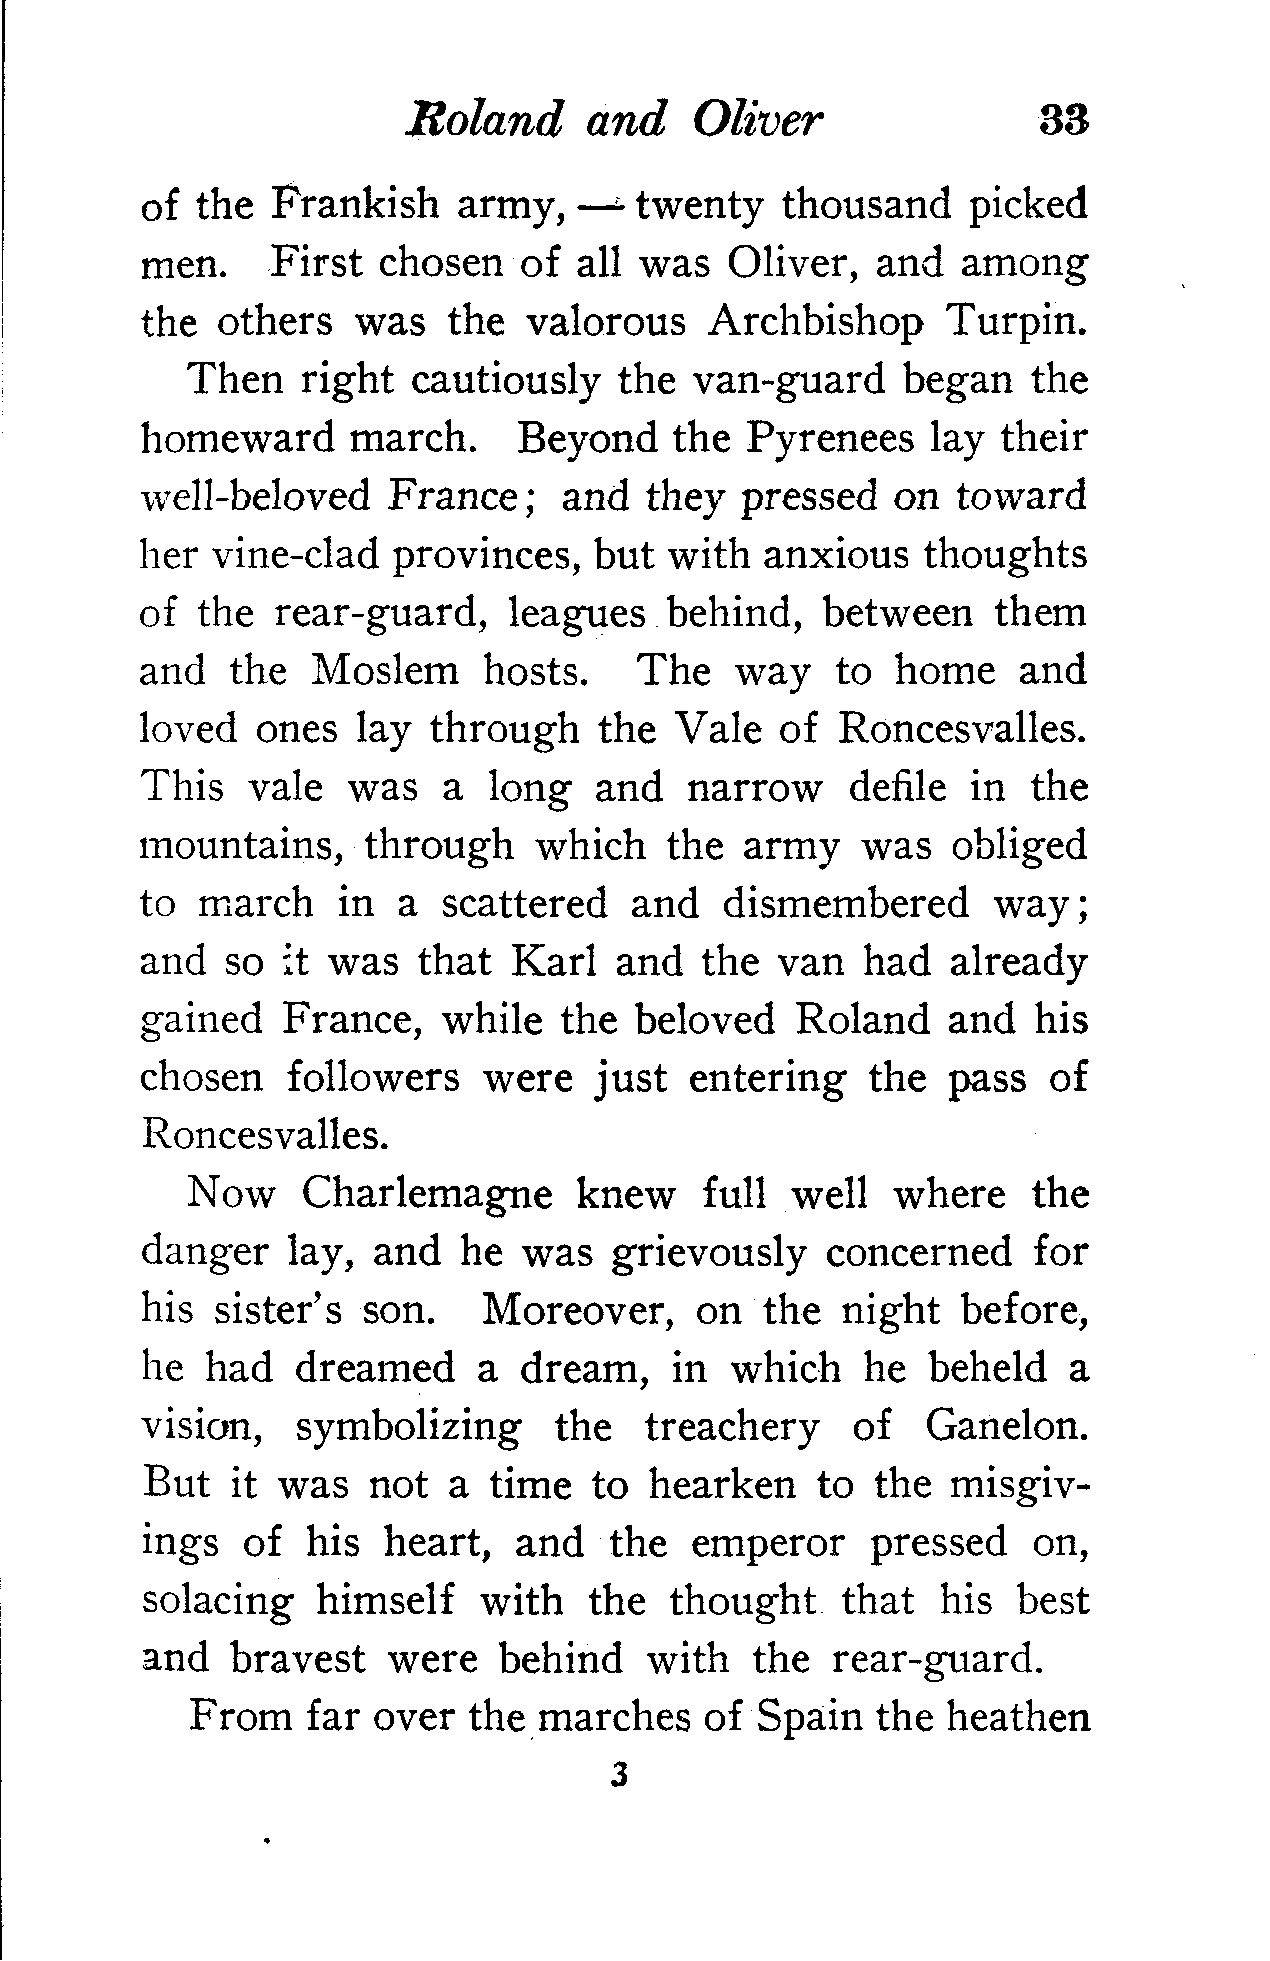 Roland and Oliver 33
of the Frankish army, — twenty thousand picked
men. First chosen of all was Oliver, and among
the others was the valorous Archbishop Turpin.
Then right cautiously the van-guard began the
homeward march. Beyond the Pyrenees lay their
well-beloved France; and they pressed on toward
her vine-clad provinces, but with anxious thoughts
of the rear-guard, leagues behind, between them
and the Moslem hosts. The way to home and
loved ones lay through the Vale of Roncesvalles.
This vale was a long and narrow defile in the
mountains, through which the army was obliged
to march in a scattered and dismembered way;
and so it was that Karl and the van had already
gained France, while the beloved Roland and his
chosen followers were just entering the pass of
Roncesvalles.
Now Charlemagne knew full well where the
danger lay, and he was grievously concerned for
his sister's son. Moreover, on the night before,
he had dreamed a dream, in which he beheld a
vision, symbolizing the treachery of Ganelon.
But it was not a time to hearken to the misgiv-
ings of his heart, and the emperor pressed on,
solacing himself with the thought that his best
and bravest were behind with the rear-guard.
From far over the marches of Spain the heathen
3